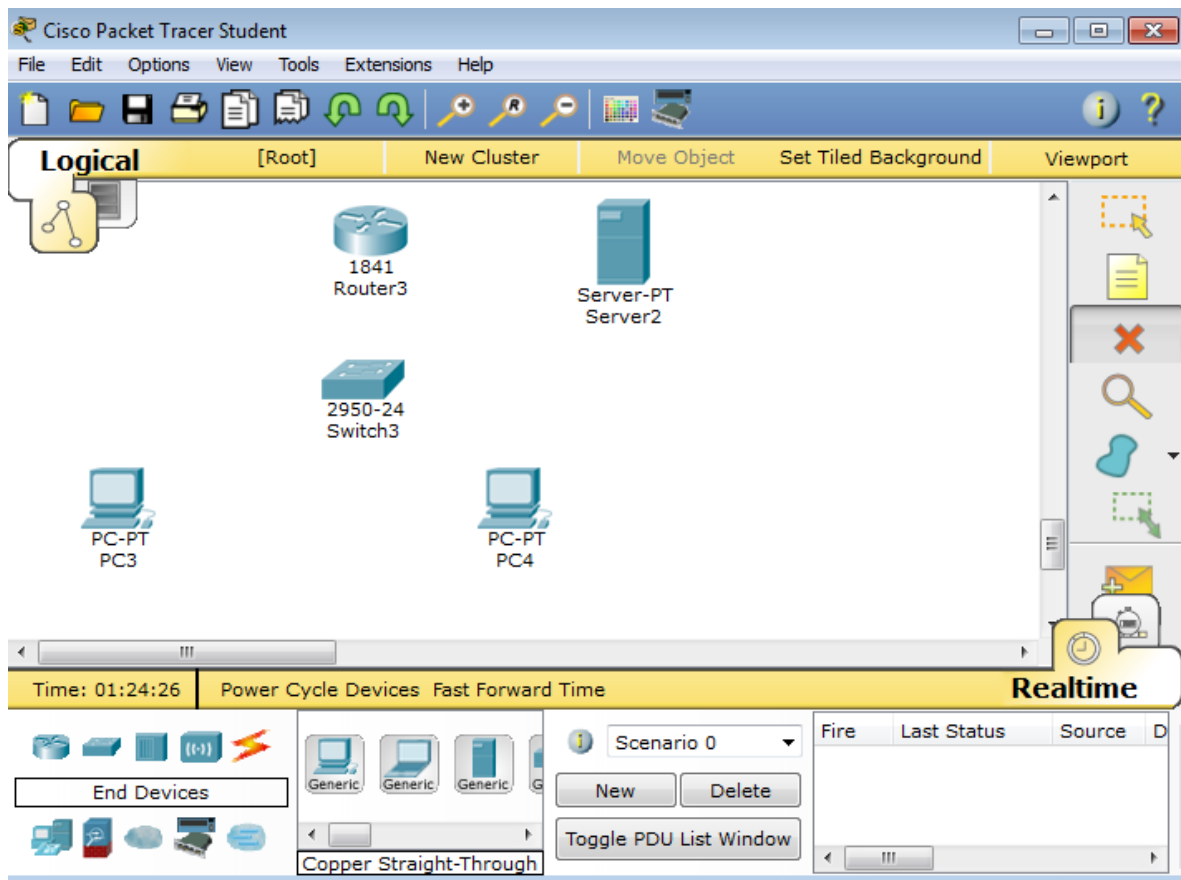 Cisco Packet Tracer Student
File Edit Options View Tools Extensions Help
R
i ?
Logical [Root] New Cluster Move Object Set Tiled Background Viewport
1841
Router3
Server-PT
Server2
2950-24
Switch3
PC-PT
PC3
PC-PT
PC4
Time: 01:24:26 Power Cycle Devices Fast Forward Time Realtime
End Devices
Generic Generic Generic G
Copper Straight-Through
i Scenario 0
New Delete
Toggle PDU List Window
Fire Last Status Source D